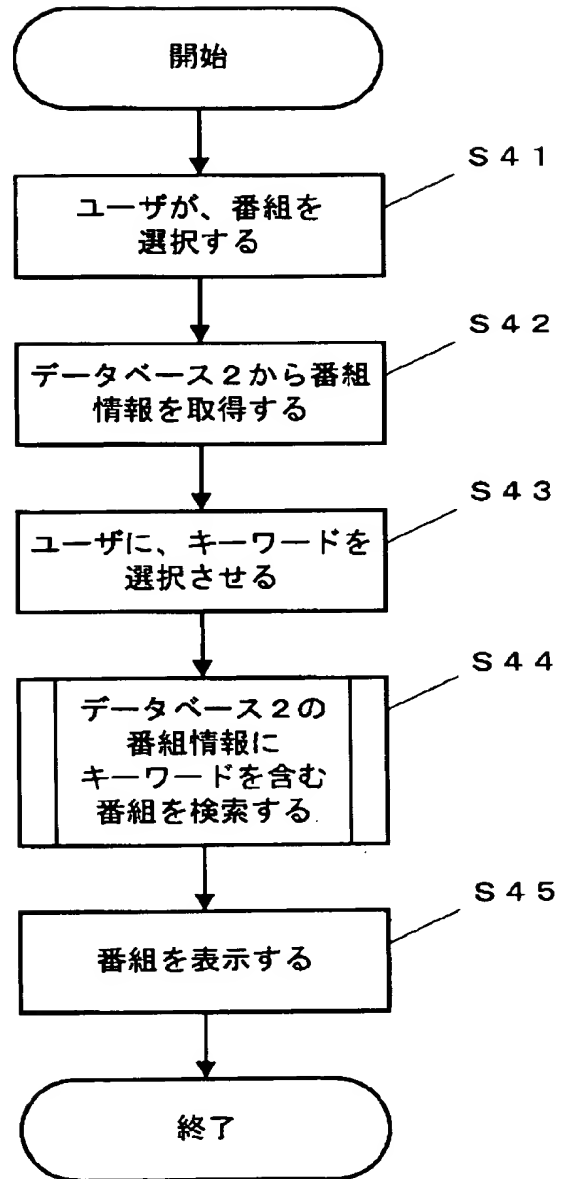 開始
S41
ユーザが、番組を
選択する
S42
データベース2から番組
情報を取得する
S43
ユーザに、キーワードを
選択させる
S44
データベース2の
番組情報に
キーワードを含む
番組を検索する
S45
番組を表示する
終了